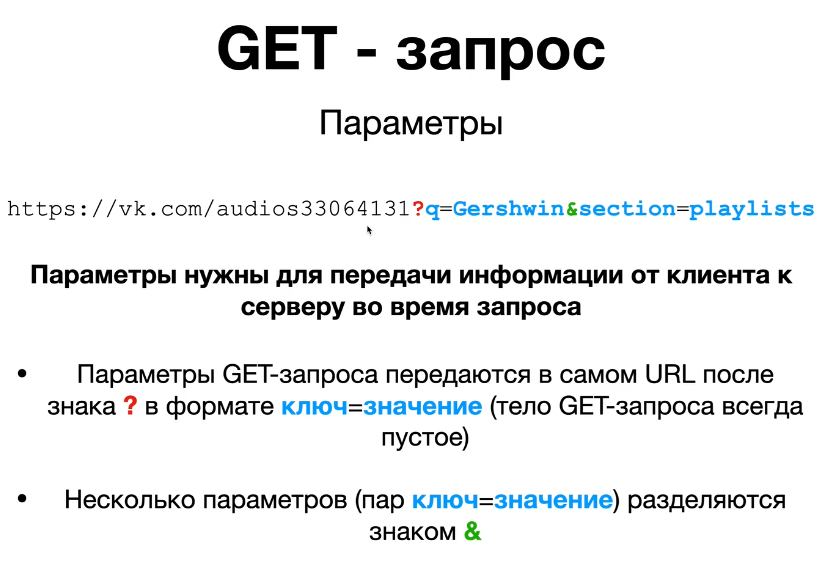 GET - запрос
Параметры
https://vk.com/audios33064131?q=Gershwin&section=playlists
Параметры нужны для передачи информации от клиента к
серверу во время запроса
• Параметры GET-запроса передаются в самом URL после
знака ? в формате ключ=значение (тело GET-запроса всегда
пустое)
• Несколько параметров (пар ключ=значение) разделяются
знаком &